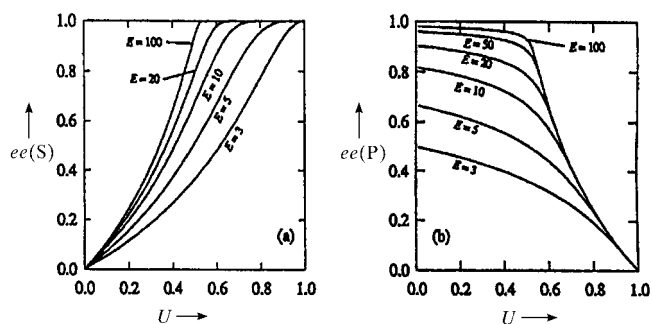 1.0
0.8
0.6
0.4
0.2
0.0
ee(S)
E = 100
E = 20
E = 10
E = 5
E = 3
(a)
0.0 0.2 0.4 0.6 0.8 1.0
U
1.0
0.8
0.6
0.4
0.2
0.0
ee(P)
E = 100
E = 50
E = 20
E = 10
E = 5
E = 3
(b)
0.0 0.2 0.4 0.6 0.8 1.0
U